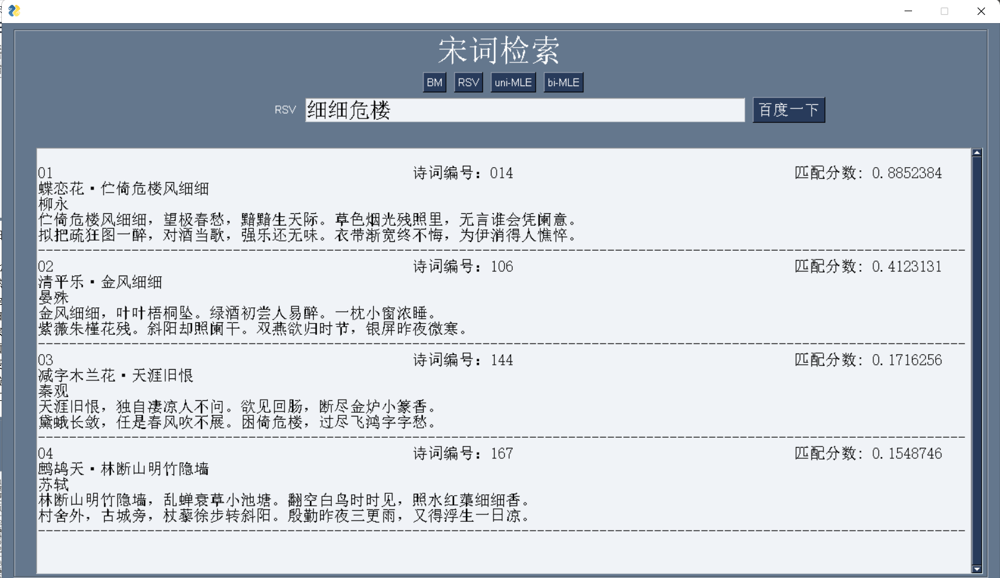 宋词检索
BM RSV uni-MLE bi-MLE
RSV 细细危楼 百度一下
01 诗词编号：014 匹配分数: 0.8852384
蝶恋花·伫倚危楼风细细
柳永
伫倚危楼风细细，望极春愁，黯黯生天际。草色烟光残照里，无言谁会凭阑意。
拟把疏狂图一醉，对酒当歌，强乐还无味。衣带渐宽终不悔，为伊消得人憔悴。
02 诗词编号：106 匹配分数: 0.4123131
清平乐·金风细细
晏殊
金风细细，叶叶梧桐坠。绿酒初尝人易醉。一枕小窗浓睡。
紫薇朱槿花残。斜阳却照阑干。双燕欲归时节，银屏昨夜微寒。
03 诗词编号：144 匹配分数: 0.1716256
减字木兰花·天涯旧恨
秦观
天涯旧恨，独自凄凉人不问。欲见回肠，断尽金炉小篆香。
黛蛾长敛，任是春风吹不展。困倚危楼，过尽飞鸿字字愁。
04 诗词编号：167 匹配分数: 0.1548746
鹧鸪天·林断山明竹隐墙
苏轼
林断山明竹隐墙，乱蝉衰草小池塘。翻空白鸟时时见，照水红蕖细细香。
村舍外，古城旁，杖藜徐步转斜阳。殷勤昨夜三更雨，又得浮生一日凉。